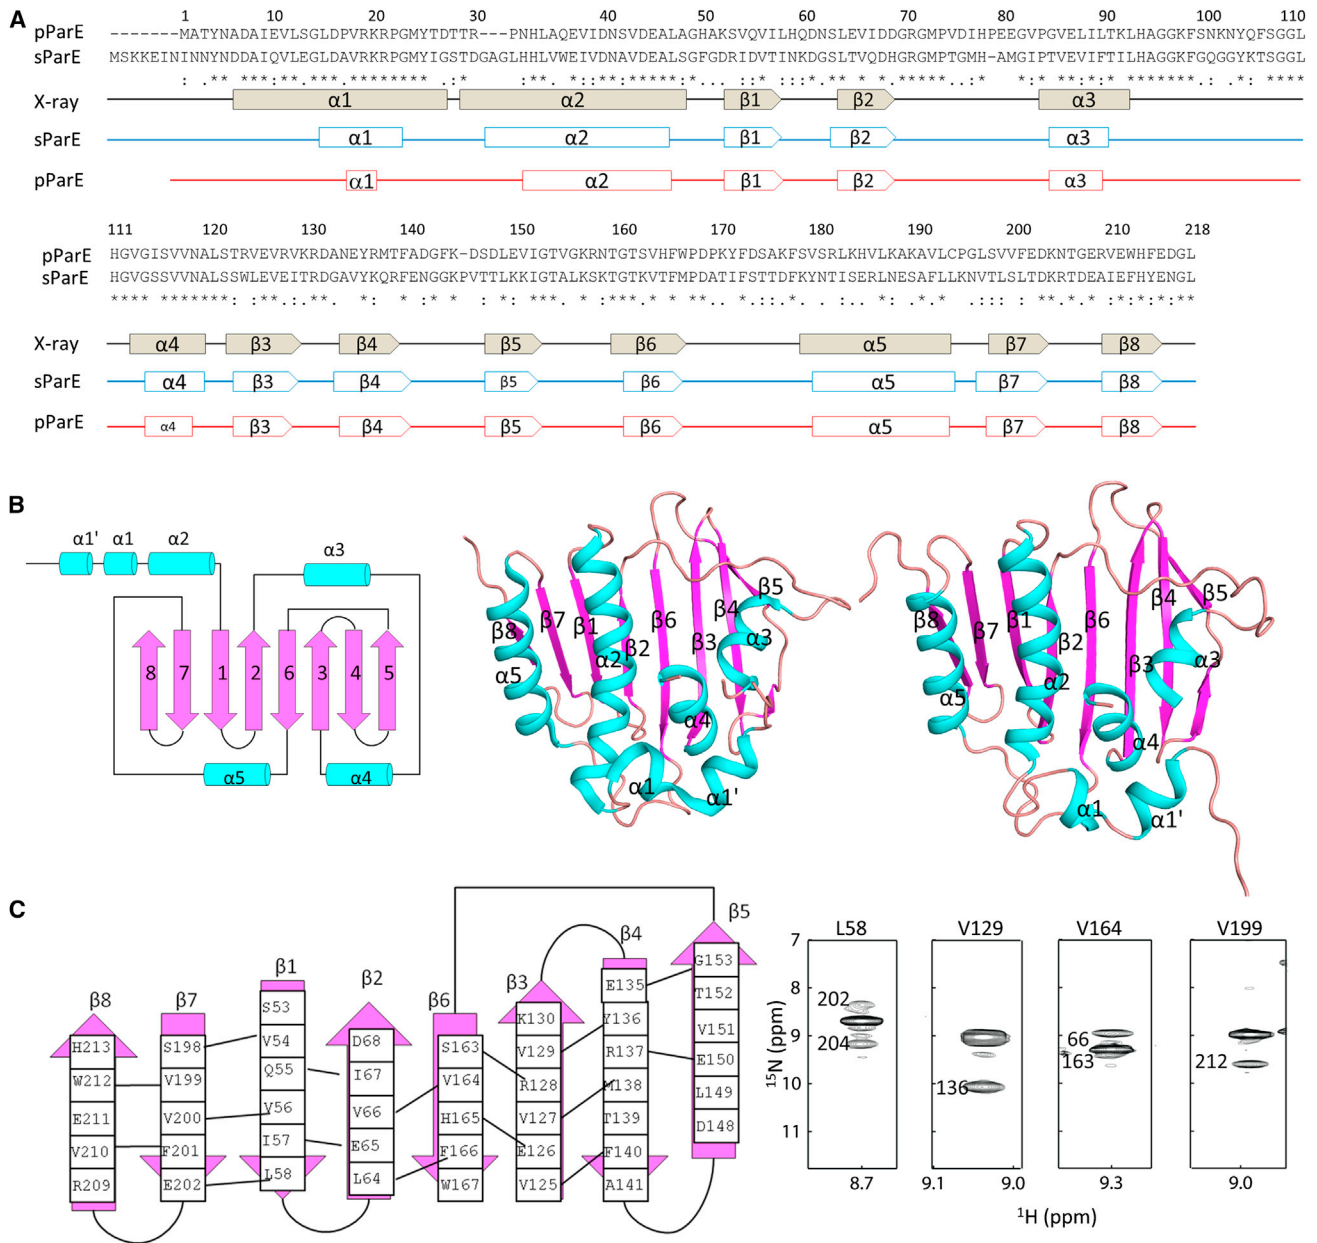 A
1 10 20 30 40 50 60 70 80 90 100 110
pParE -------MATYNADAIEVLSGLDPVRKRPGMYTDTTR---PNHLAQEVIDNSVDEALAGHAKSVQVILHQDNSLEVIDDGRGMPVDIHPEEGVPGVELILTKLHAGGKFSNKNYQFSGGL
sParE MSKKEINIINNYNDDAIQVLEGLDAVRKRPGMYIGSTDGAGLHHLVWEIVDNAVDEALSGFGDRIDVTINKDGSLTVQDHGRGMPTGMH-AMGIPTVEVIFTILHAGGKFGQGGYKTSGGL
X-ray α1 α2 β1 β2 α3
sParE α1 α2 β1 β2 α3
pParE α1 α2 β1 β2 α3
111 120 130 140 150 160 170 180 190 200 210 218
pParE HGVGISVVNALSTRVEVRVKRDANEYRMTFADGFK-DSDLEVIGTVGKRNTGTSVHFWPDPKYFDSAKFSVSRLKHVLKAKAVLCPGLSVVFEDKNTGERVEWHFEDGL
sParE HGVGSSVVNALSSWLEVEITRDGAVYKQRFENGGKPVTTLKKIGTALKSKTGTKVTFMPDATIFSTTDFKYNTISERLNESAFLLKNVTLSLTDKRTDEAIEFHYENGL
X-ray α4 β3 β4 β5 β6 α5 β7 β8
sParE α4 β3 β4 β5 β6 α5 β7 β8
pParE α4 β3 β4 β5 β6 α5 β7 β8
B
α1' α1 α2 α3
8 7 1 2 6 3 4 5
α5 α4
β8 β7 β1 β2 β6 β3 β4 β5
α5 α2 α4 α3 α1 α1'
β8 β7 β1 β2 β6 β3 β4 β5
α5 α2 α4 α3 α1 α1'
C
β8 β7 β1 β2 β6 β3 β4 β5
H213 W212 E211 V210 R209
S198 V199 V200 F201 E202
S53 V54 Q55 V56 I57 L58
D68 I67 V66 E65 L64
S163 V164 H165 F166 W167
K130 V129 R128 V127 E126 V125
E135 Y136 R137 M138 T139 F140 A141
G153 T152 V151 E150 L149 D148
L58 V129 V164 V199
7 8 9 10 11
¹⁵N (ppm)
202 204
136
66 163
212
8.7 9.1 9.0 9.3 9.0
¹H (ppm)